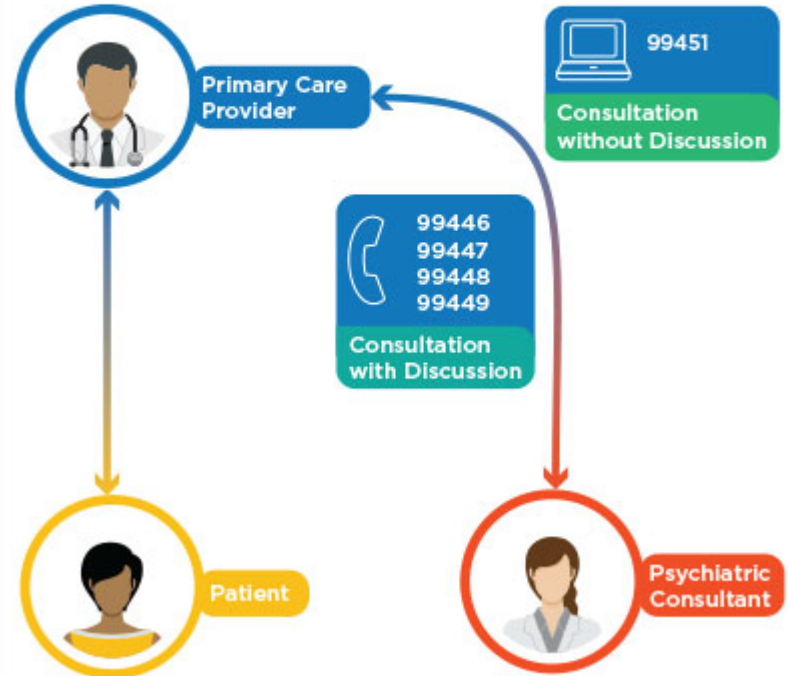 Primary Care
Provider
99451
Consultation
without Discussion
99446
99447
99448
99449
Consultation
with Discussion
Patient
Psychiatric
Consultant